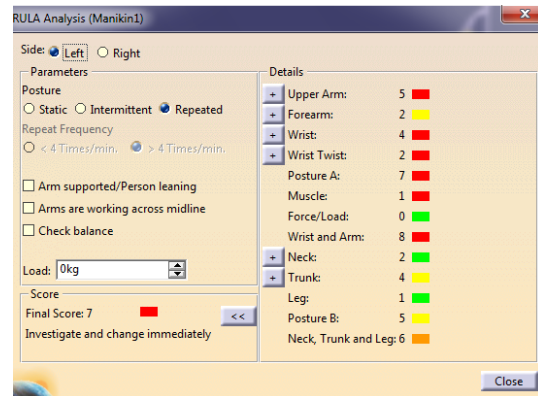 RULA Analysis (Manikin1)
Side: Left Right
Parameters
Posture
Static Intermittent Repeated
Repeat Frequency
< 4 Times/min. > 4 Times/min.
Arm supported/Person leaning
Arms are working across midline
Check balance
Load: 0kg
Score
Final Score: 7
<<
Investigate and change immediately
Details
+ Upper Arm: 5
+ Forearm: 2
+ Wrist: 4
+ Wrist Twist: 2
Posture A: 7
Muscle: 1
Force/Load: 0
Wrist and Arm: 8
+ Neck: 2
+ Trunk: 4
Leg: 1
Posture B: 5
Neck, Trunk and Leg: 6
Close